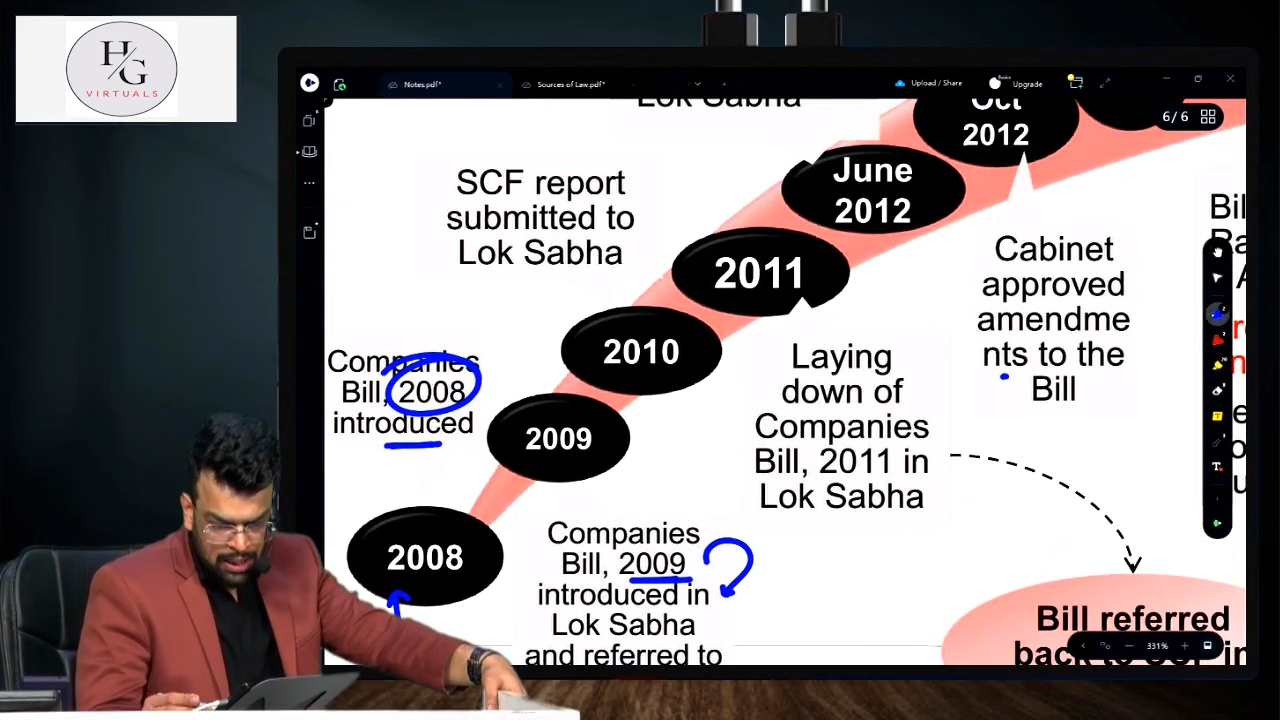 H
G
VIRTUALS
Notes.pdf*
Sources of Law.pdf*
Upload / Share
Basic
Upgrade
Lok Sabha
Oct
2012
6/6
SCF report
submitted to
Lok Sabha
June
2012
2011
Cabinet
approved
amendme
nts to the
Bill
2010
Companies
Bill, 2008
introduced
Laying
down of
Companies
Bill, 2011 in
Lok Sabha
2009
2008
Companies
Bill, 2009
introduced in
Lok Sabha
and referred to
Bill referred
331%